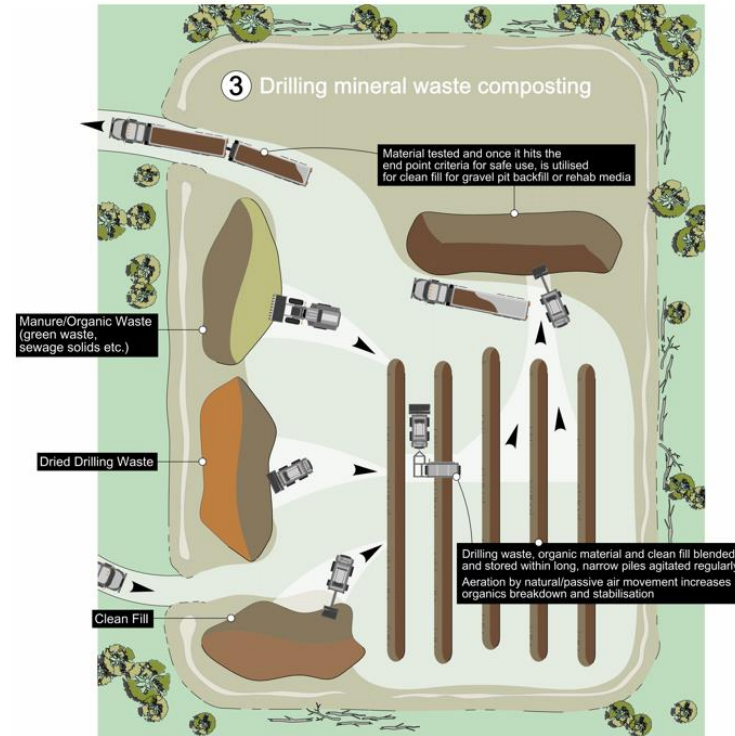 3 Drilling mineral waste composting
Material tested and once it hits the
end point criteria for safe use, is utilised
for clean fill for gravel pit backfill or rehab media
Manure/Organic Waste
(green waste,
sewage solids etc.)
Dried Drilling Waste
Drilling waste, organic material and clean fill blended
and stored within long, narrow piles agitated regularly
Aeration by natural/passive air movement increases
organics breakdown and stabilisation
Clean Fill